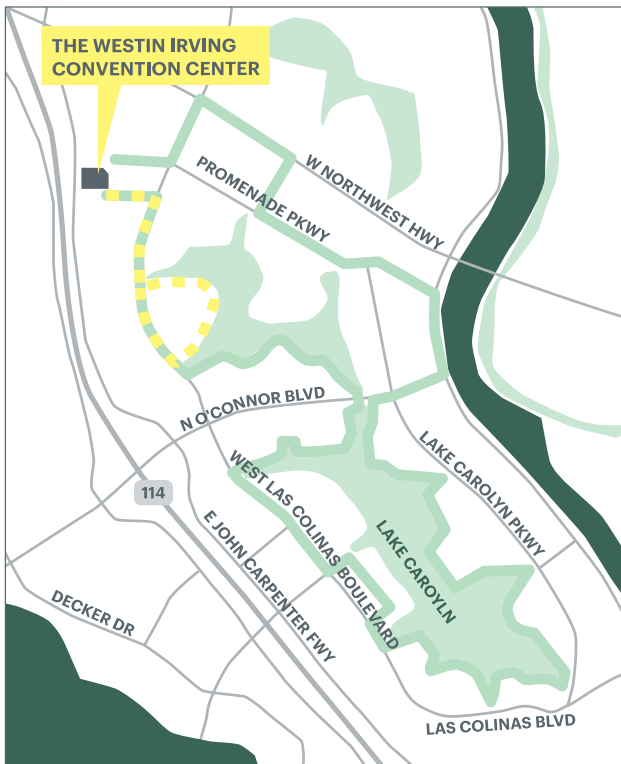 THE WESTIN IRVING
CONVENTION CENTER
W NORTHWEST HWY
PROMENADE PKWY
N O'CONNOR BLVD
LAKE CAROLYN PKWY
WEST LAS COLINAS BOULEVARD
114
LAKE CAROYLN
E JOHN CARPENTER FWY
DECKER DR
LAS COLINAS BLVD